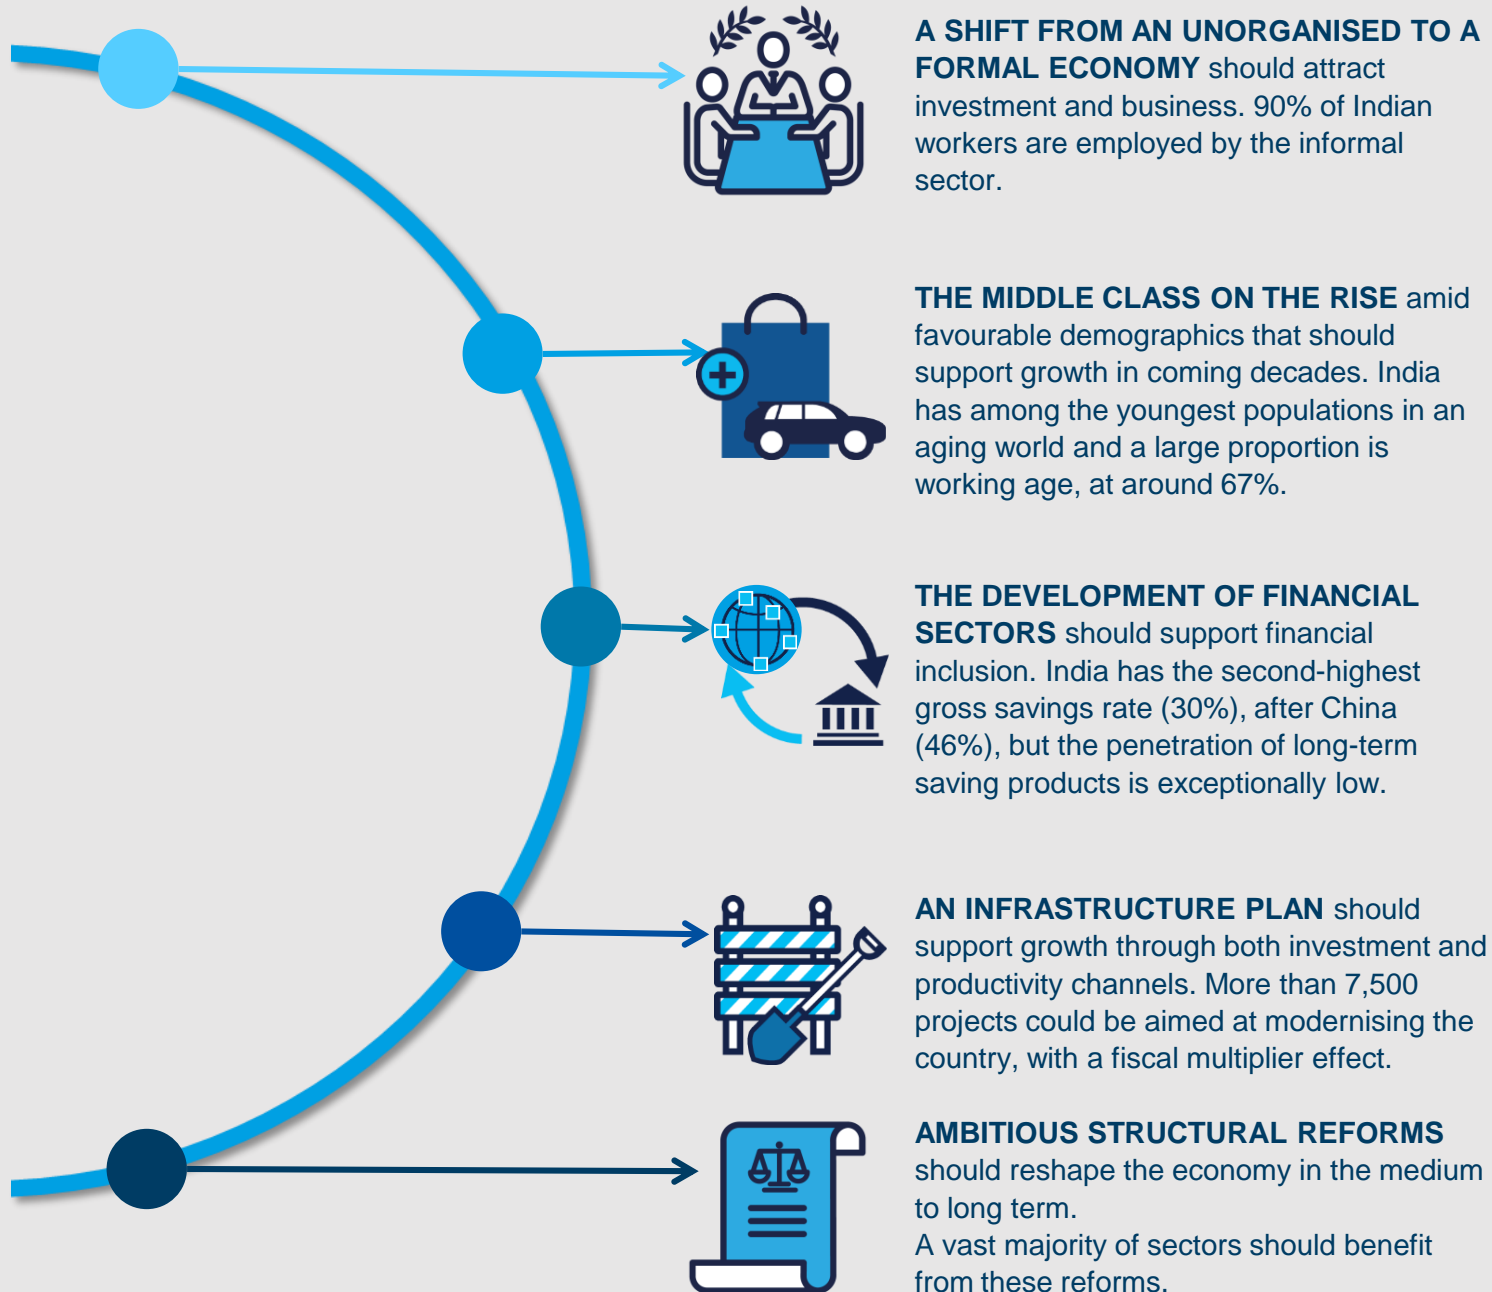 A SHIFT FROM AN UNORGANISED TO A
FORMAL ECONOMY should attract
investment and business. 90% of Indian
workers are employed by the informal
sector.
THE MIDDLE CLASS ON THE RISE amid
favourable demographics that should
support growth in coming decades. India
has among the youngest populations in an
aging world and a large proportion is
working age, at around 67%.
THE DEVELOPMENT OF FINANCIAL
SECTORS should support financial
inclusion. India has the second-highest
gross savings rate (30%), after China
(46%), but the penetration of long-term
saving products is exceptionally low.
AN INFRASTRUCTURE PLAN should
support growth through both investment and
productivity channels. More than 7,500
projects could be aimed at modernising the
country, with a fiscal multiplier effect.
AMBITIOUS STRUCTURAL REFORMS
should reshape the economy in the medium
to long term.
A vast majority of sectors should benefit
from these reforms.